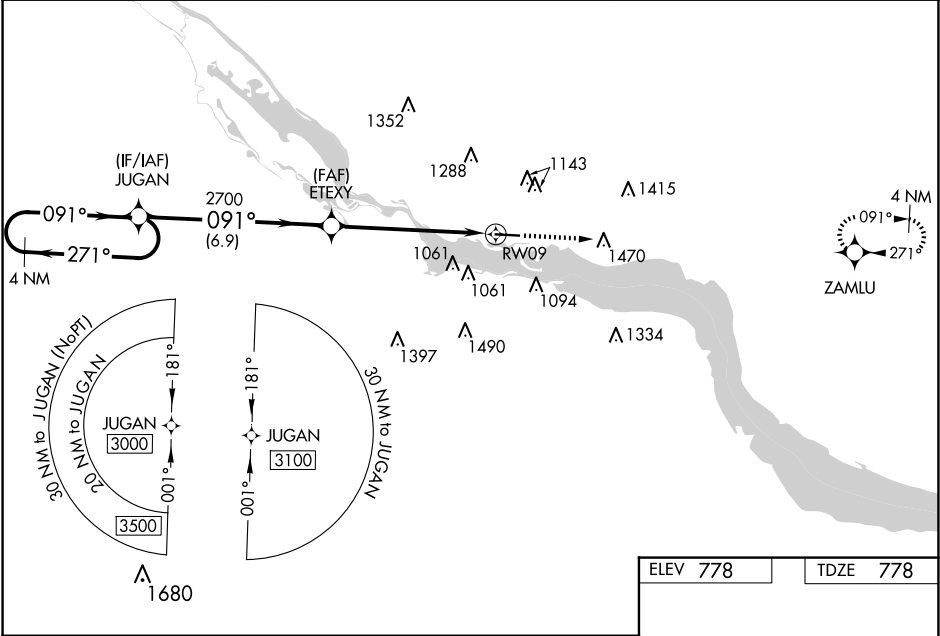 1352
1288
1143
1415
(IF/IAF)
JUGAN
2700
091°
(6.9)
(FAF)
ETEXY
091°
271°
4 NM
4 NM
091°
271°
ZAMLU
RW09
1470
1061
1061
1094
1334
1397
1490
30 NM to JUGAN (NoPT)
20 NM to JUGAN
181°
JUGAN
3000
001°
3500
181°
JUGAN
3100
001°
30 NM to JUGAN
1680
ELEV 778
TDZE 778